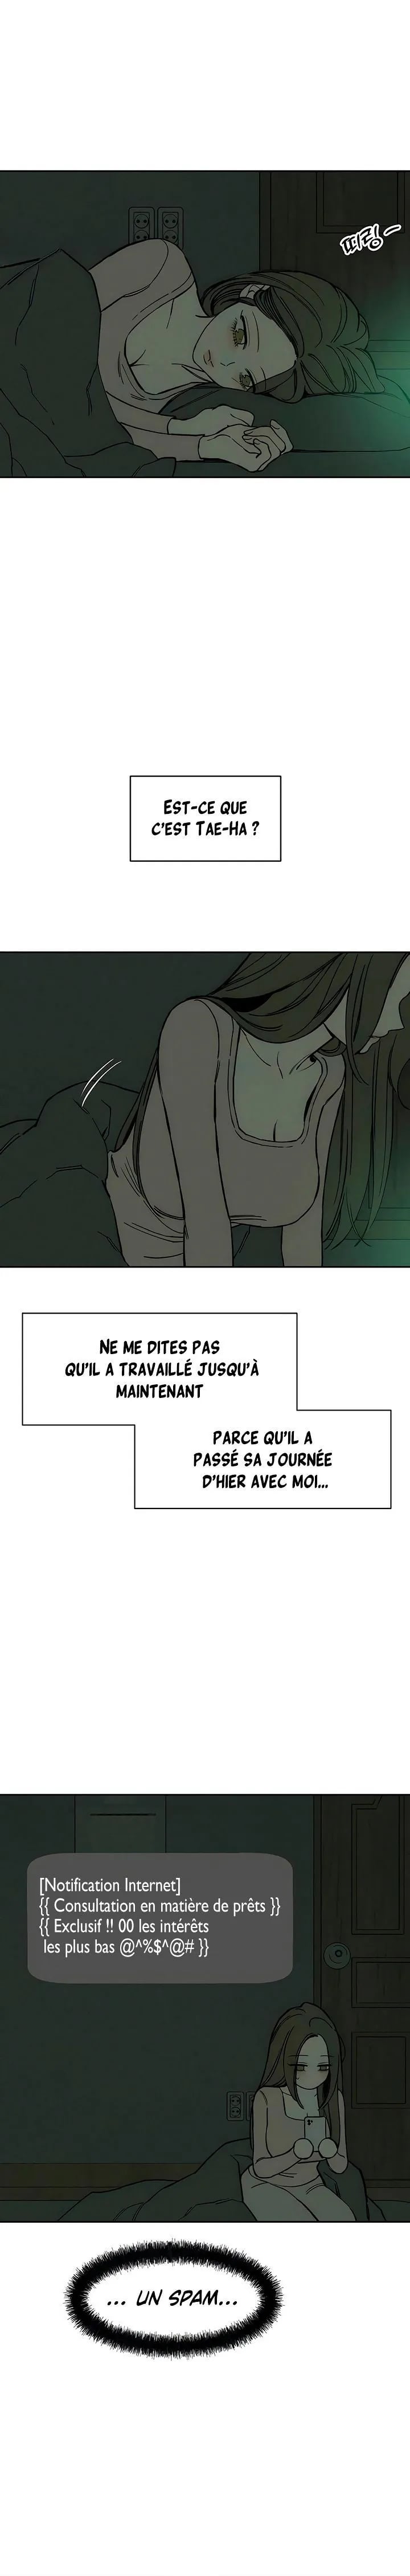 띠링-
EST-CE QUE
C'EST TAE-HA ?
NE ME DITES PAS
QU'IL A TRAVAILLÉ JUSQU'À
MAINTENANT
PARCE QU'IL A
PASSÉ SA JOURNÉE
D'HIER AVEC MOI...
[Notification Internet]
{{ Consultation en matière de prêts }}
{{ Exclusif !! 00 les intérêts
les plus bas @^%$^@# }}
... UN SPAM...